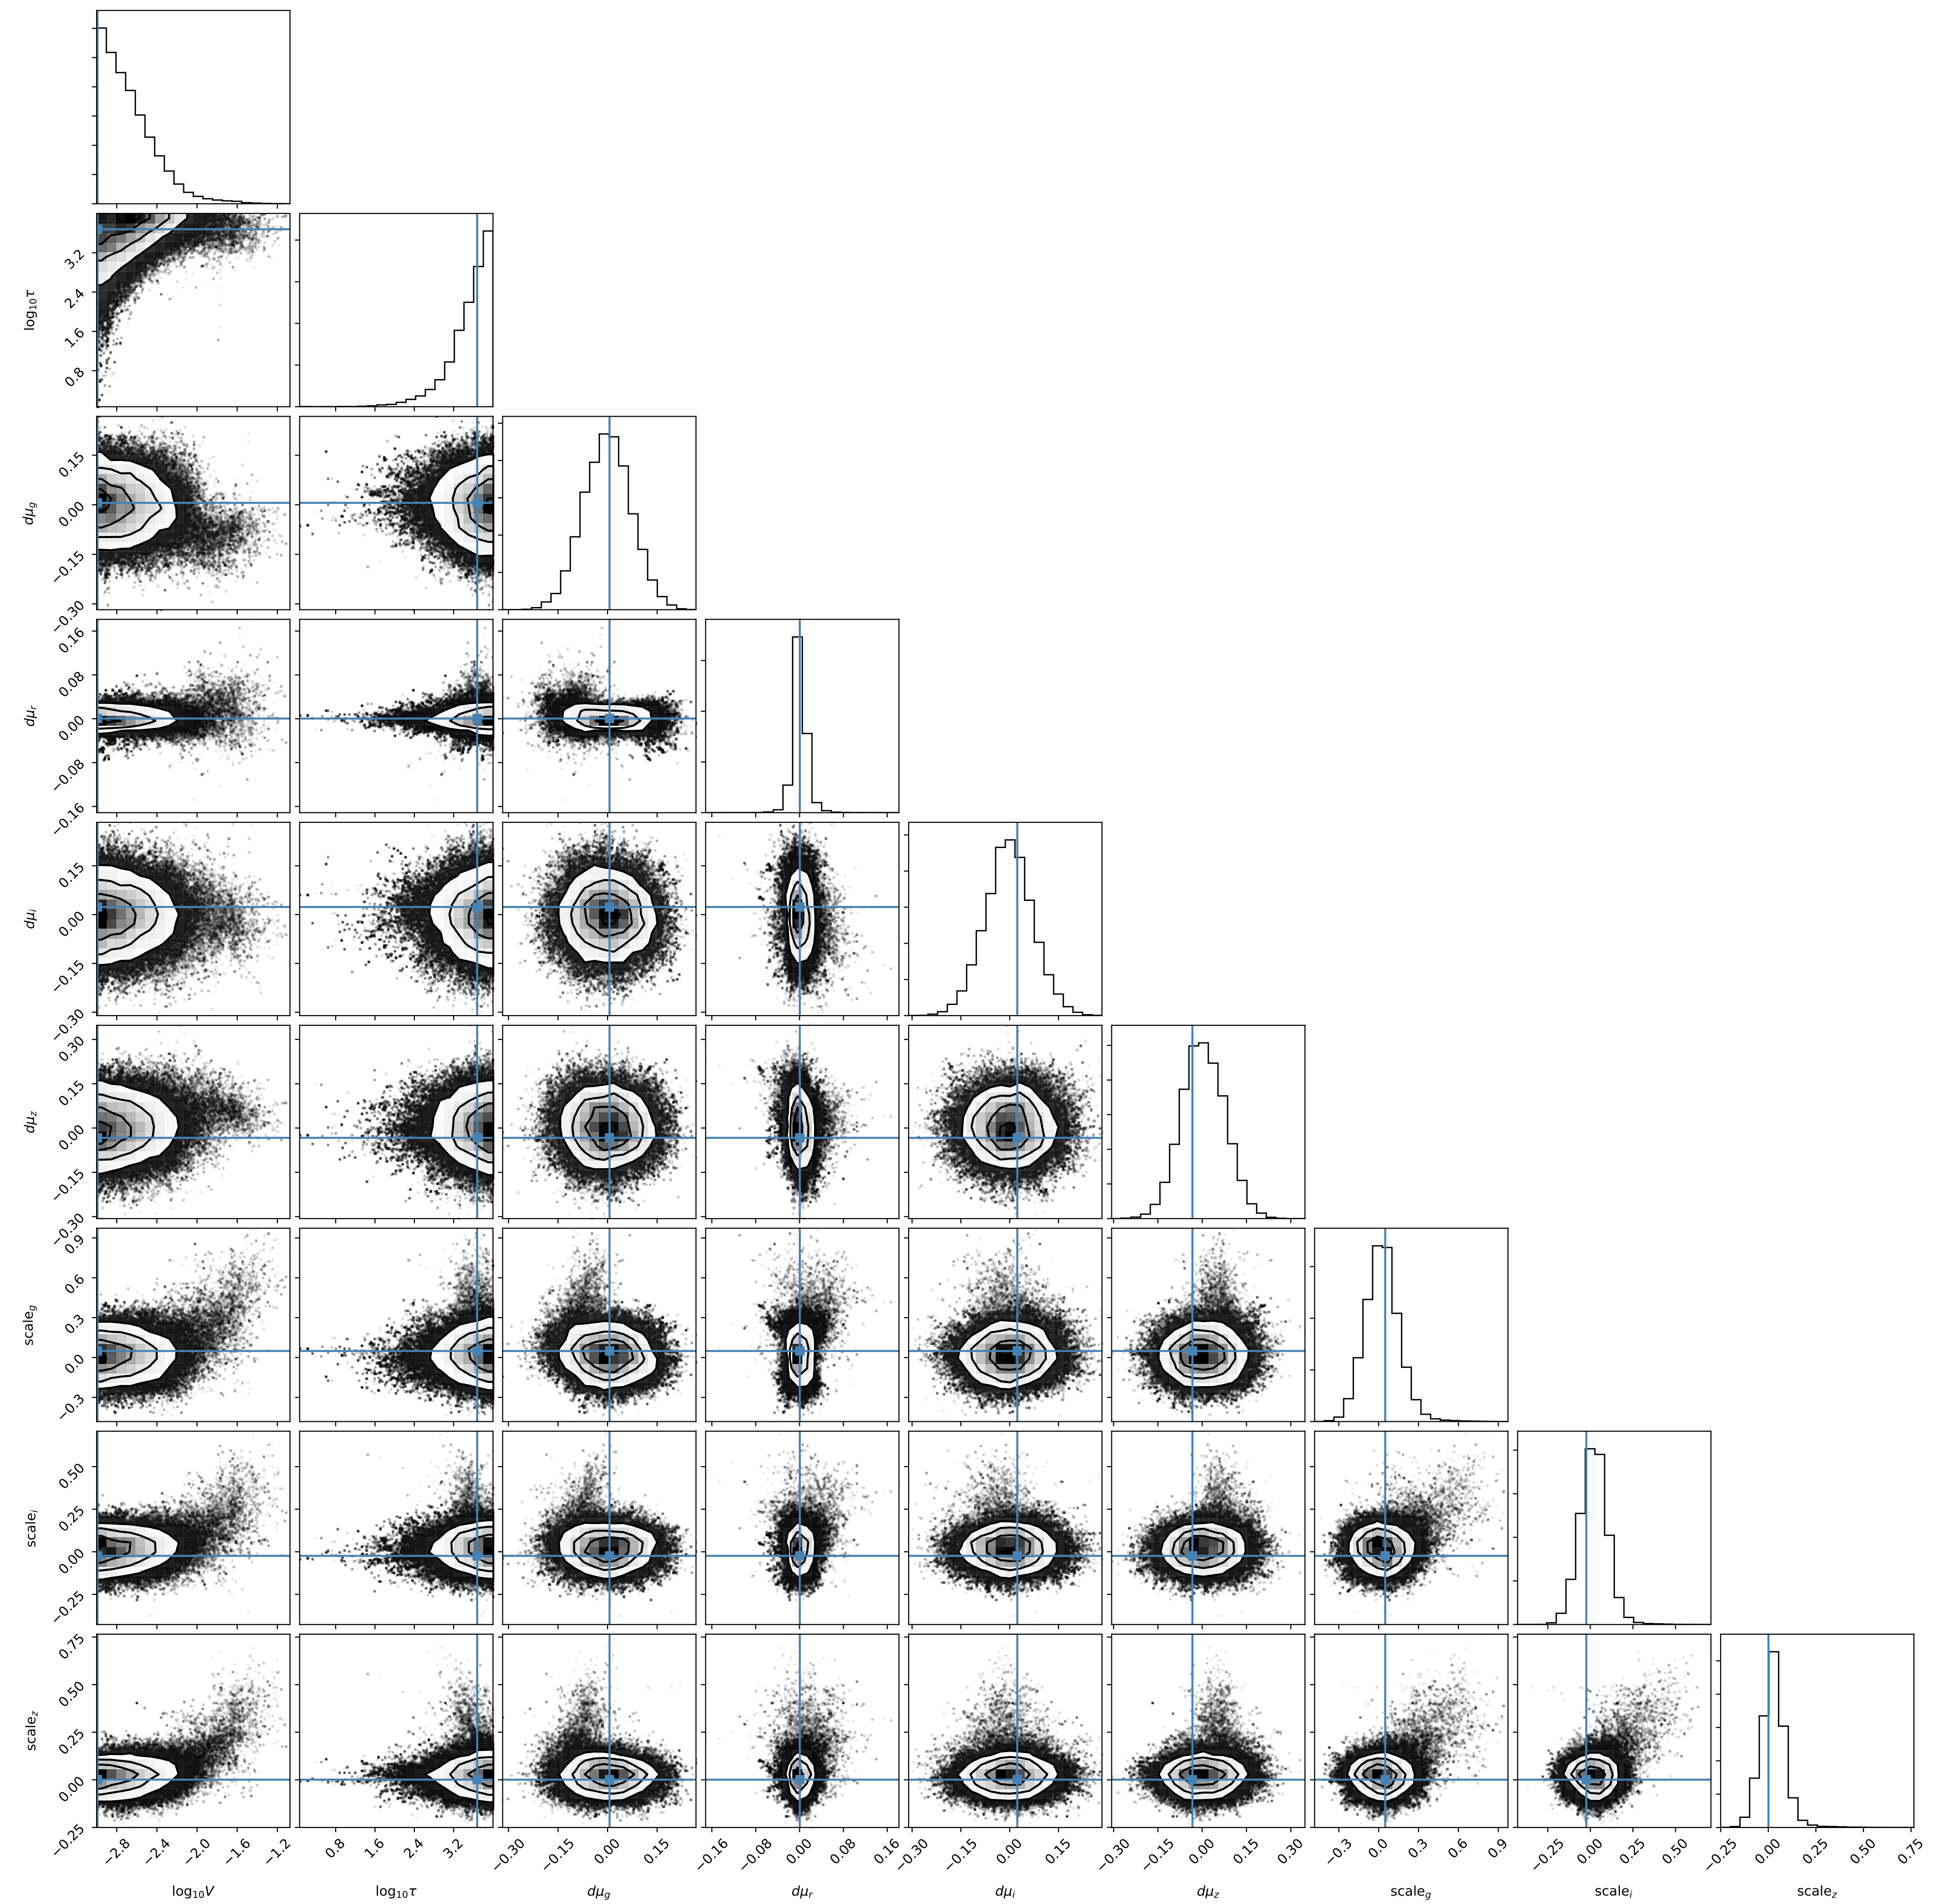 log₁₀τ
3.2
2.4
1.6
0.8
dμ_g
0.15
0.00
−0.15
−0.30
dμ_r
0.16
0.08
0.00
−0.08
−0.16
dμ_i
0.15
0.00
−0.15
−0.30
dμ_z
0.30
0.15
0.00
−0.15
−0.30
scale_g
0.9
0.6
0.3
0.0
−0.3
scale_i
0.50
0.25
0.00
−0.25
scale_z
0.75
0.50
0.25
0.00
−0.25
−2.8 −2.4 −2.0 −1.6 −1.2
0.8 1.6 2.4 3.2
−0.30 −0.15 0.00 0.15
−0.16 −0.08 0.00 0.08 0.16
−0.30 −0.15 0.00 0.15
−0.30 −0.15 0.00 0.15 0.30
−0.3 0.0 0.3 0.6 0.9
−0.25 0.00 0.25 0.50
−0.25 0.00 0.25 0.50 0.75
log₁₀V log₁₀τ dμ_g dμ_r dμ_i dμ_z scale_g scale_i scale_z